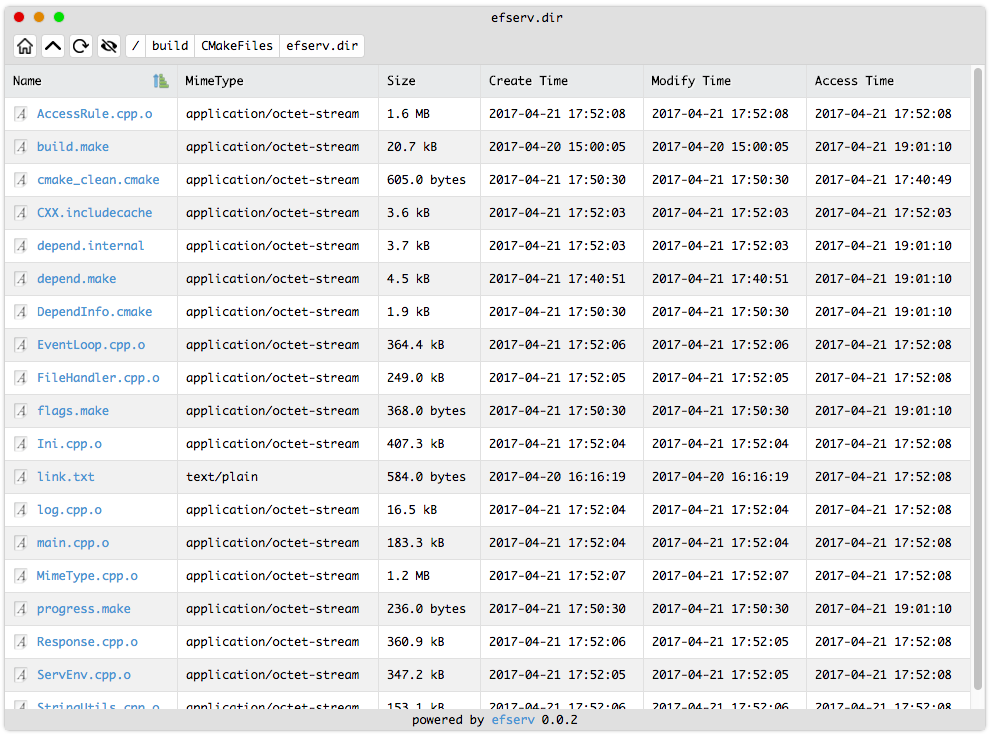 efserv.dir
/ build CMakeFiles efserv.dir
Name MimeType Size Create Time Modify Time Access Time
A AccessRule.cpp.o application/octet-stream 1.6 MB 2017-04-21 17:52:08 2017-04-21 17:52:08 2017-04-21 17:52:08
A build.make application/octet-stream 20.7 kB 2017-04-20 15:00:05 2017-04-20 15:00:05 2017-04-21 19:01:10
A cmake_clean.cmake application/octet-stream 605.0 bytes 2017-04-21 17:50:30 2017-04-21 17:50:30 2017-04-21 17:40:49
A CXX.includecache application/octet-stream 3.6 kB 2017-04-21 17:52:03 2017-04-21 17:52:03 2017-04-21 17:52:03
A depend.internal application/octet-stream 3.7 kB 2017-04-21 17:52:03 2017-04-21 17:52:03 2017-04-21 19:01:10
A depend.make application/octet-stream 4.5 kB 2017-04-21 17:40:51 2017-04-21 17:40:51 2017-04-21 19:01:10
A DependInfo.cmake application/octet-stream 1.9 kB 2017-04-21 17:50:30 2017-04-21 17:50:30 2017-04-21 19:01:10
A EventLoop.cpp.o application/octet-stream 364.4 kB 2017-04-21 17:52:06 2017-04-21 17:52:06 2017-04-21 17:52:08
A FileHandler.cpp.o application/octet-stream 249.0 kB 2017-04-21 17:52:05 2017-04-21 17:52:05 2017-04-21 17:52:08
A flags.make application/octet-stream 368.0 bytes 2017-04-21 17:50:30 2017-04-21 17:50:30 2017-04-21 19:01:10
A Ini.cpp.o application/octet-stream 407.3 kB 2017-04-21 17:52:04 2017-04-21 17:52:04 2017-04-21 17:52:08
A link.txt text/plain 584.0 bytes 2017-04-20 16:16:19 2017-04-20 16:16:19 2017-04-21 17:52:08
A log.cpp.o application/octet-stream 16.5 kB 2017-04-21 17:52:04 2017-04-21 17:52:04 2017-04-21 17:52:08
A main.cpp.o application/octet-stream 183.3 kB 2017-04-21 17:52:04 2017-04-21 17:52:04 2017-04-21 17:52:08
A MimeType.cpp.o application/octet-stream 1.2 MB 2017-04-21 17:52:07 2017-04-21 17:52:07 2017-04-21 17:52:08
A progress.make application/octet-stream 236.0 bytes 2017-04-21 17:50:30 2017-04-21 17:50:30 2017-04-21 19:01:10
A Response.cpp.o application/octet-stream 360.9 kB 2017-04-21 17:52:06 2017-04-21 17:52:05 2017-04-21 17:52:08
A ServEnv.cpp.o application/octet-stream 347.2 kB 2017-04-21 17:52:05 2017-04-21 17:52:05 2017-04-21 17:52:08
A StringUtils.cpp.o application/octet-stream 153.1 kB 2017-04-21 17:52:06 2017-04-21 17:52:06 2017-04-21 17:52:08
powered by efserv 0.0.2